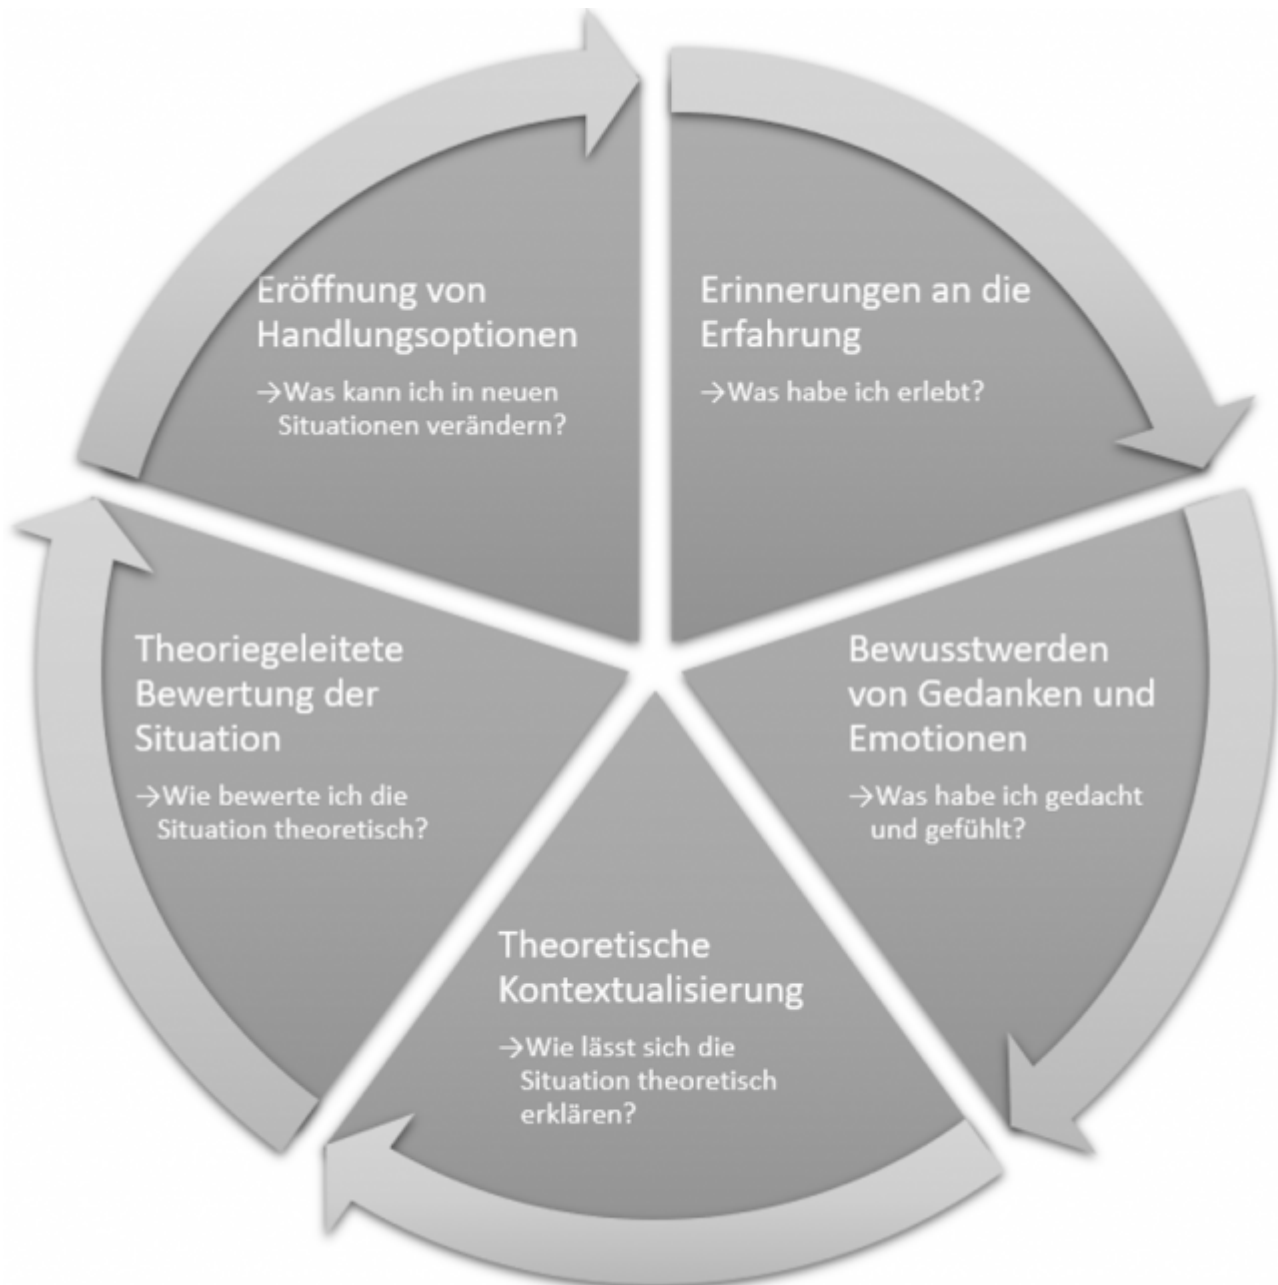 Eröffnung von
Handlungsoptionen
→Was kann ich in neuen
Situationen verändern?
Erinnerungen an die
Erfahrung
→Was habe ich erlebt?
Bewusstwerden
von Gedanken und
Emotionen
→Was habe ich gedacht
und gefühlt?
Theoretische
Kontextualisierung
→Wie lässt sich die
Situation theoretisch
erklären?
Theoriegeleitete
Bewertung der
Situation
→Wie bewerte ich die
Situation theoretisch?